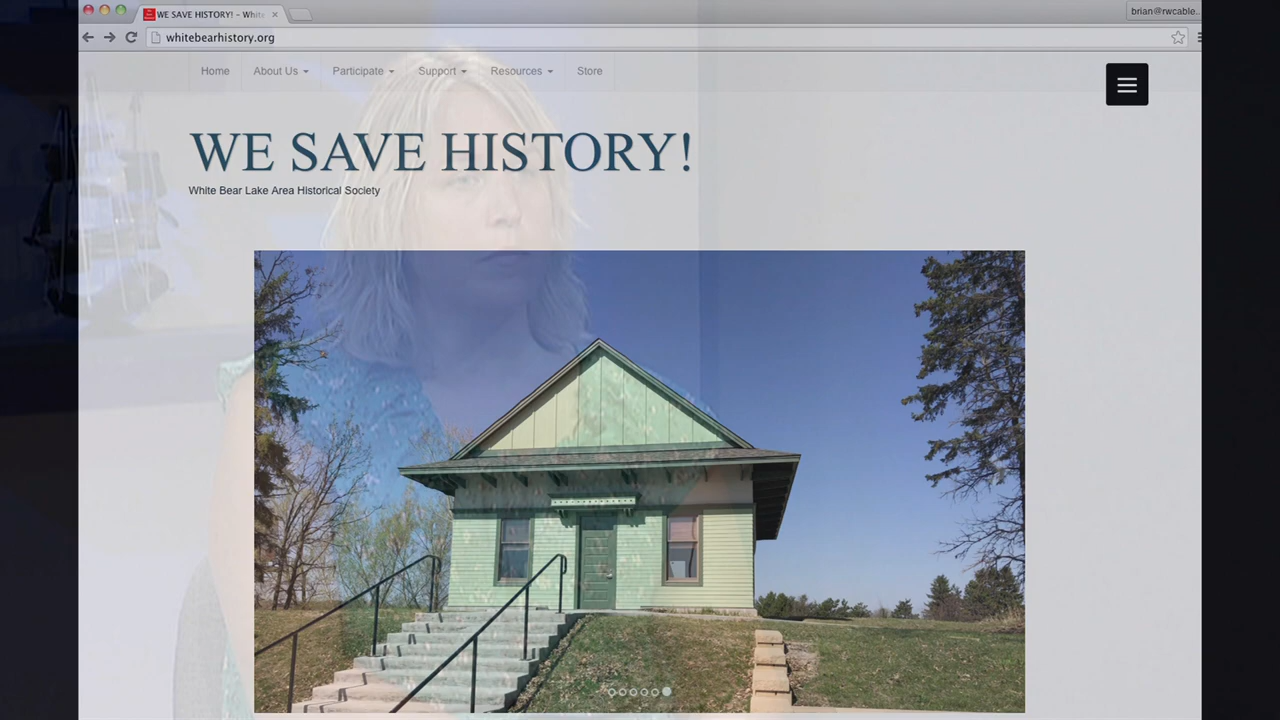 WE SAVE HISTORY! – White
brian@rwcable..
whitebearhistory.org
Home About Us Participate Support Resources Store
WE SAVE HISTORY!
White Bear Lake Area Historical Society